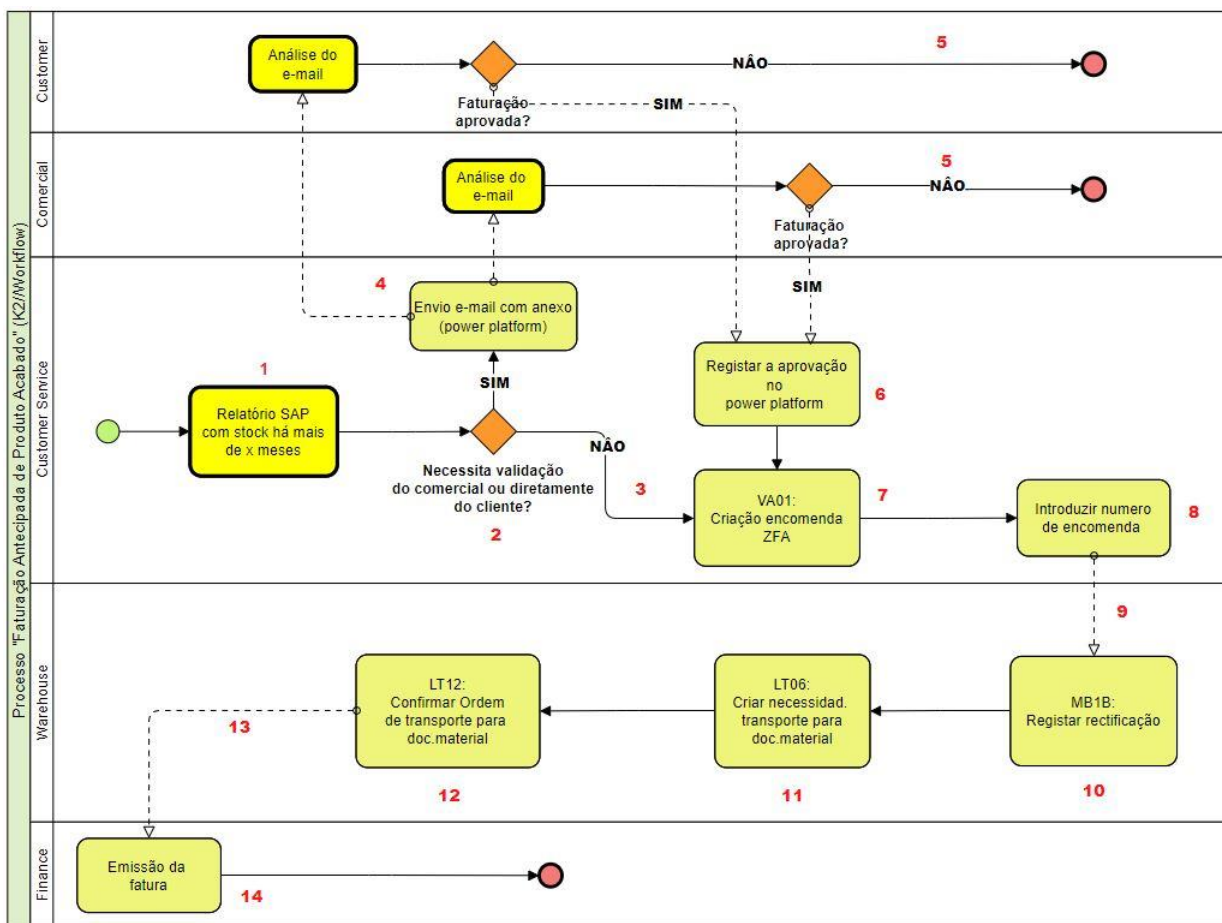 Processo "Faturação Antecipada de Produto Acabado" (K2//Workflow)
Customer
Análise do
e-mail
Faturação
aprovada?
NÃO
5
SIM
Comercial
Análise do
e-mail
Faturação
aprovada?
5
NÃO
SIM
Customer Service
4
Envio e-mail com anexo
(power platform)
1
Relatório SAP
com stock há mais
de x meses
SIM
NÃO
Necessita validação
do comercial ou diretamente
do cliente?
2
3
Registar a aprovação
no
power platform
6
VA01:
Criação encomenda
ZFA
7
Introduzir numero
de encomenda
8
Warehouse
9
MB1B:
Registar rectificação
10
LT06:
Criar necessidad.
transporte para
doc.material
11
LT12:
Confirmar Ordem
de transporte para
doc.material
12
13
Finance
Emissão da
fatura
14